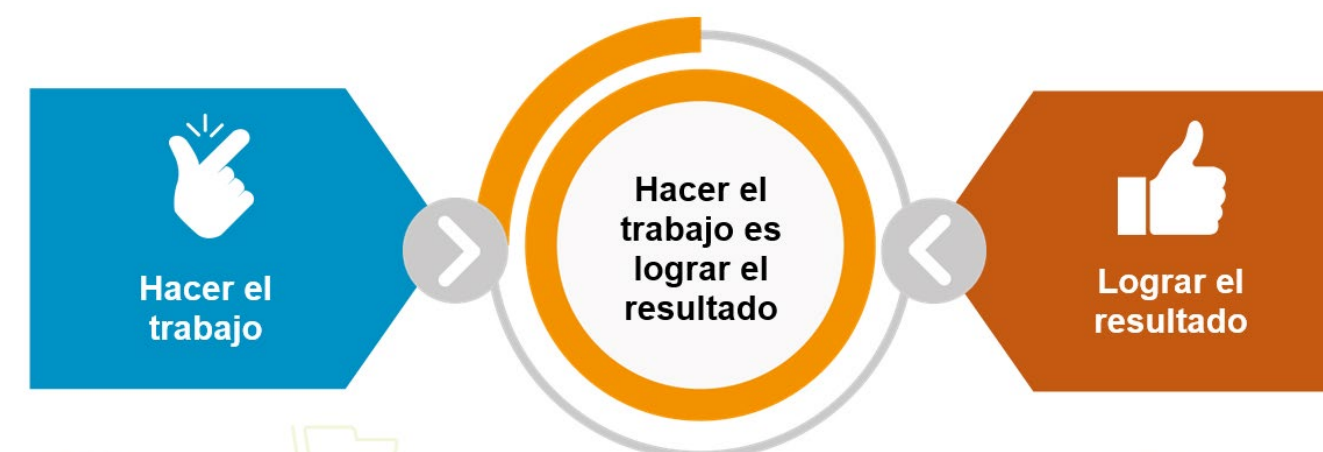 Hacer el
trabajo
Hacer el
trabajo es
lograr el
resultado
Lograr el
resultado